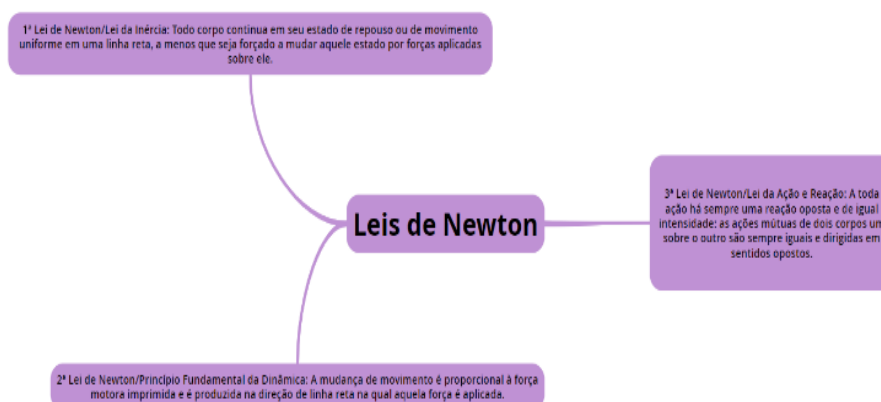 1ª Lei de Newton/Lei da Inércia: Todo corpo continua em seu estado de repouso ou de movimento
uniforme em uma linha reta, a menos que seja forçado a mudar aquele estado por forças aplicadas
sobre ele.
Leis de Newton
3ª Lei de Newton/Lei da Ação e Reação: A toda
ação há sempre uma reação oposta e de igual
intensidade: as ações mútuas de dois corpos um
sobre o outro são sempre iguais e dirigidas em
sentidos opostos.
2ª Lei de Newton/Princípio Fundamental da Dinâmica: A mudança de movimento é proporcional à força
motora imprimida e é produzida na direção de linha reta na qual aquela força é aplicada.